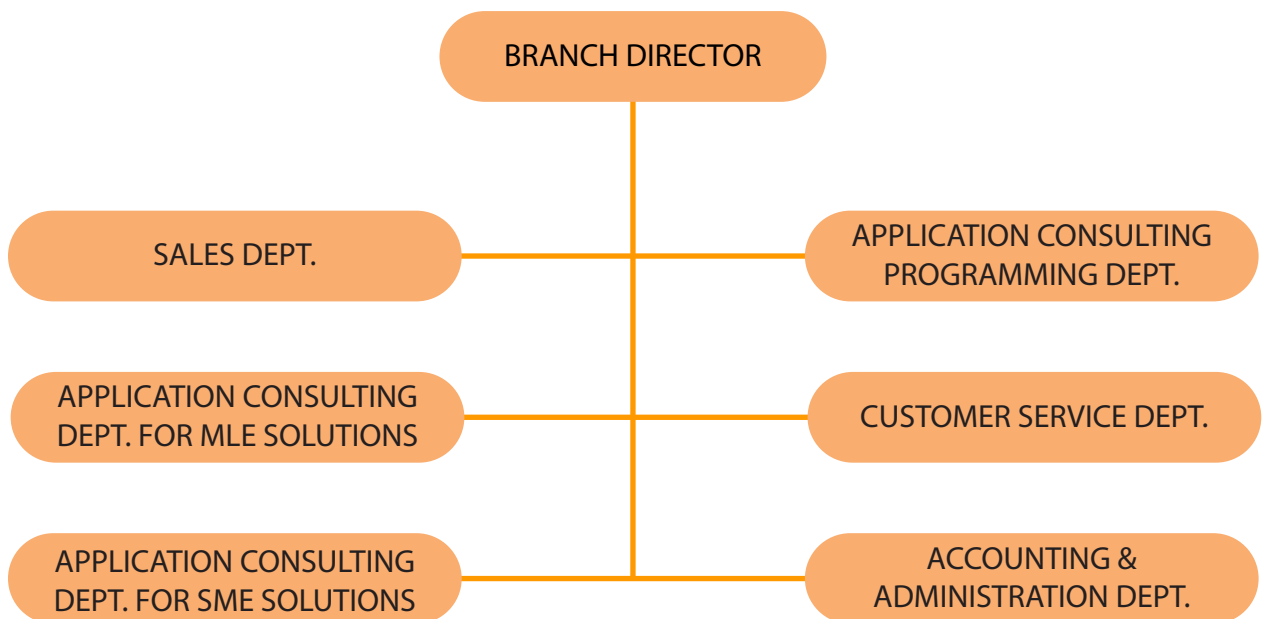 BRANCH DIRECTOR
SALES DEPT.
APPLICATION CONSULTING
PROGRAMMING DEPT.
APPLICATION CONSULTING
DEPT. FOR MLE SOLUTIONS
CUSTOMER SERVICE DEPT.
APPLICATION CONSULTING
DEPT. FOR SME SOLUTIONS
ACCOUNTING &
ADMINISTRATION DEPT.